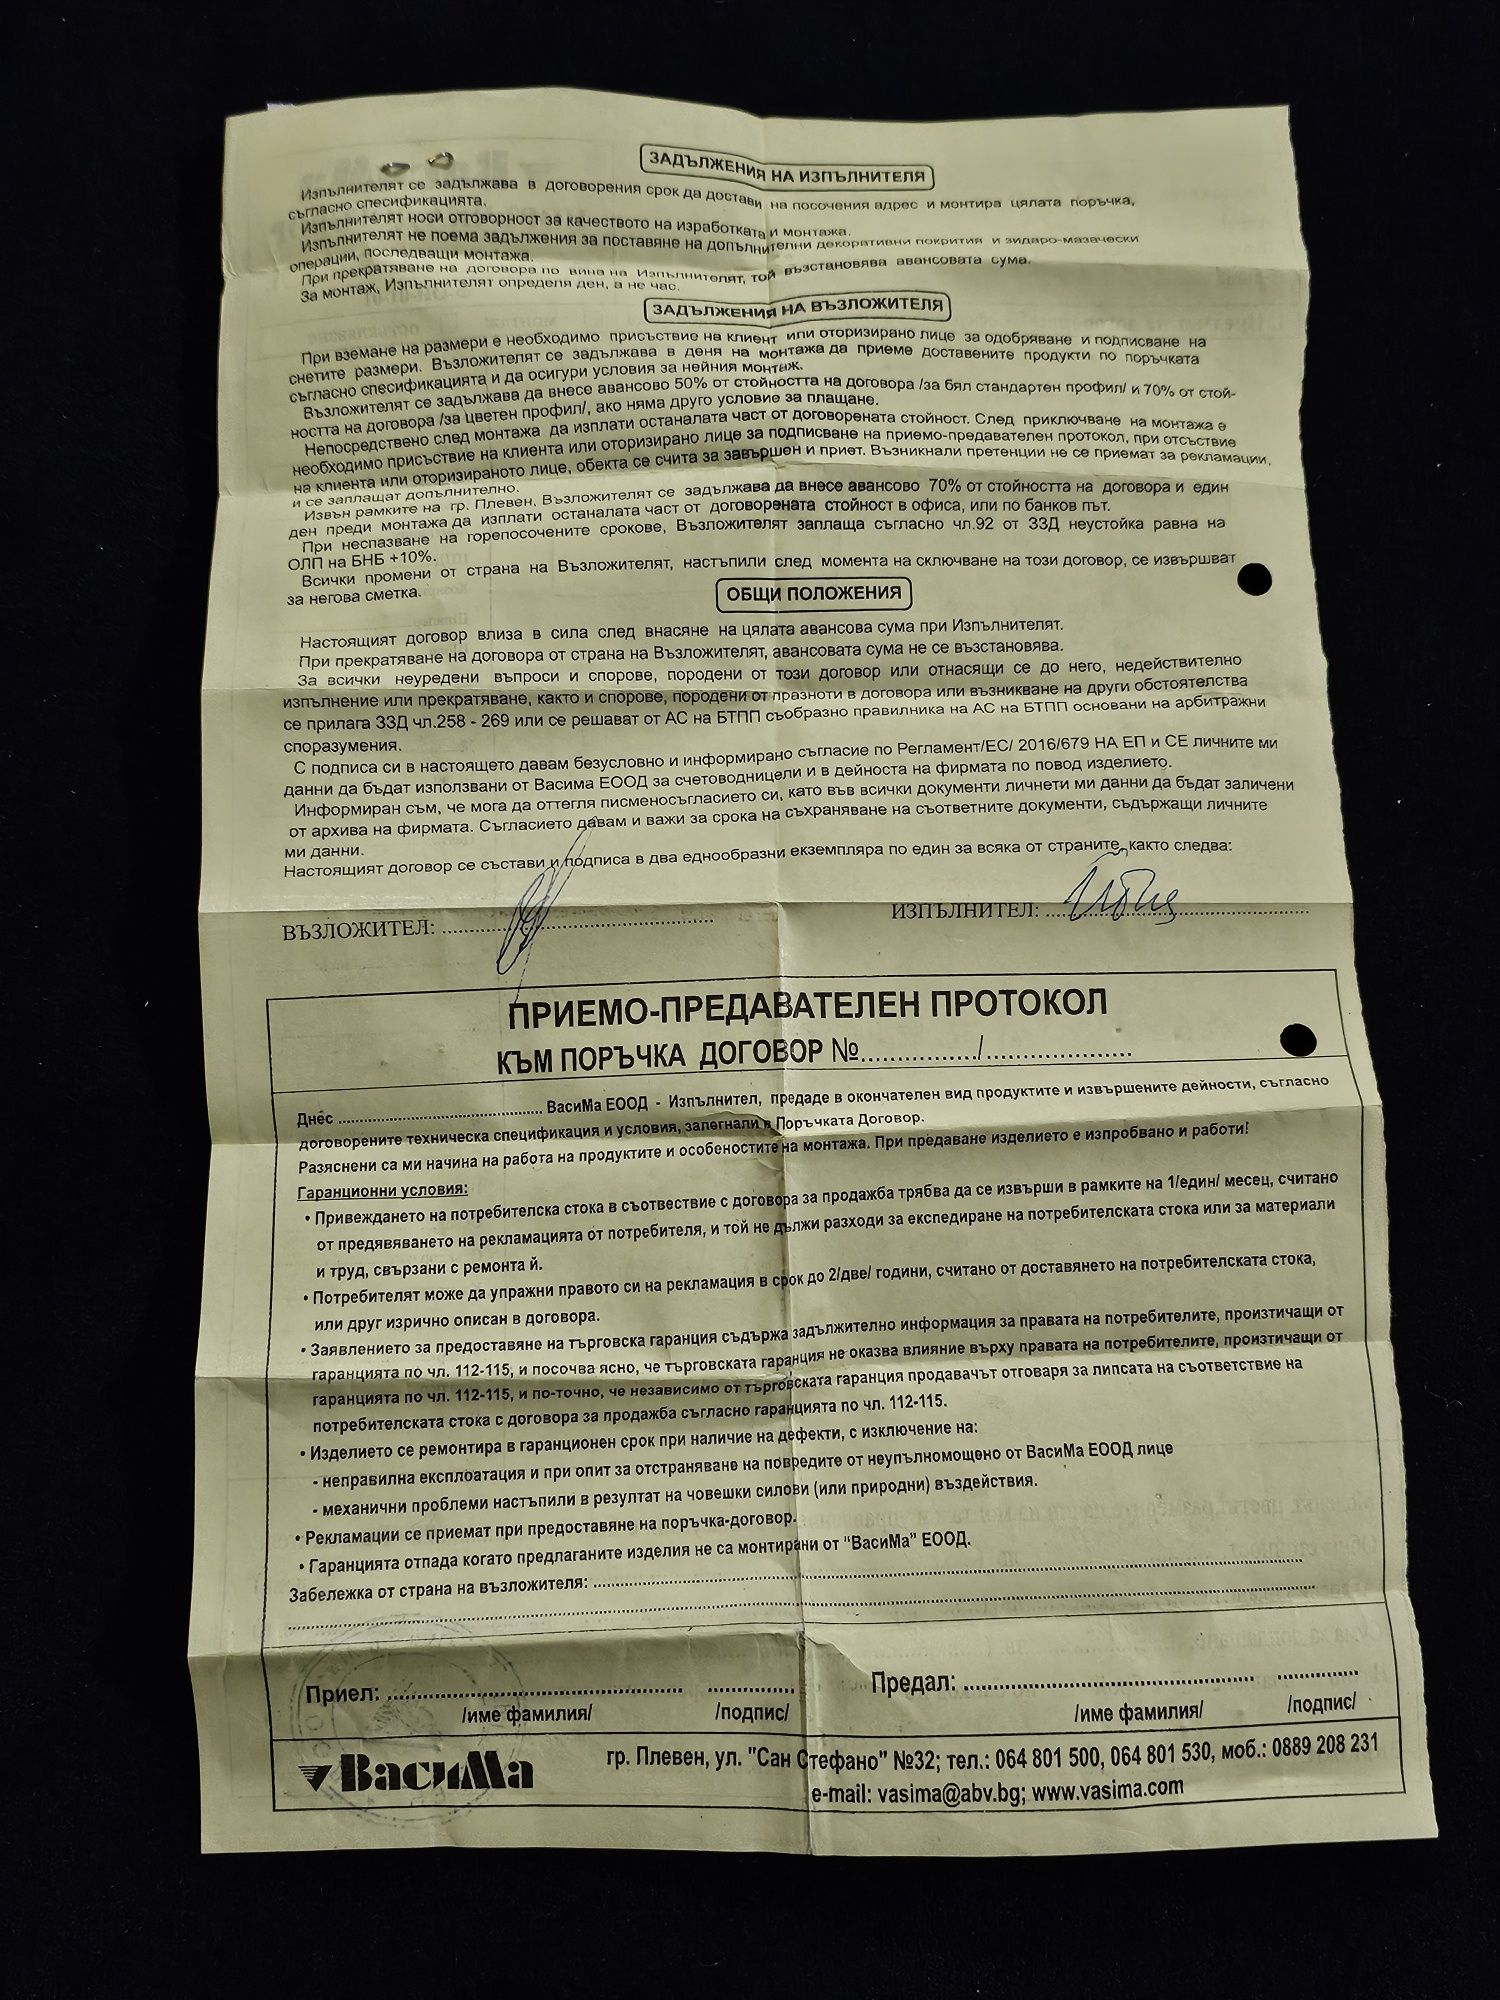 ЗАДЪЛЖЕНИЯ НА ИЗПЪЛНИТЕЛЯ
Изпълнителят се задължава в договорения срок да достави на посочения адрес и монтира цялата поръчка,
съгласно спесификацията.
Изпълнителят носи отговорност за качеството на изработката и монтажа.
Изпълнителят не поема задължения за поставяне на допълнителни декоративни покрития и зидаро-мазачески
операции, последващи монтажа.
При прекратяване на договора по вина на Изпълнителят, той възстановява авансовата сума.
За монтаж, Изпълнителят определя ден, а не час.
ЗАДЪЛЖЕНИЯ НА ВЪЗЛОЖИТЕЛЯ
При вземане на размери е необходимо присъствие на клиент или оторизирано лице за одобряване и подписване на
снетите размери. Възложителят се задължава в деня на монтажа да приеме доставените продукти по поръчката
съгласно спесификацията и да осигури условия за нейния монтаж.
Възложителят се задължава да внесе авансово 50% от стойността на договора /за бял стандартен профил/ и 70% от стой-
ността на договора /за цветен профил/, ако няма друго условие за плащане.
Непосредствено след монтажа да изплати останалата част от договорената стойност. След приключване на монтажа е
необходимо присъствие на клиента или оторизирано лице за подписване на приемо-предавателен протокол, при отсъствие
на клиента или оторизираното лице, обекта се счита за завършен и приет. Възникнали претенции не се приемат за рекламации,
и се заплащат допълнително.
Извън рамките на гр. Плевен, Възложителят се задължава да внесе авансово 70% от стойността на договора и един
ден преди монтажа да изплати останалата част от договорената стойност в офиса, или по банков път.
При неспазване на горепосочените срокове, Възложителят заплаща съгласно чл.92 от ЗЗД неустойка равна на
ОЛП на БНБ +10%.
Всички промени от страна на Възложителят, настъпили след момента на сключване на този договор, се извършват
за негова сметка.
ОБЩИ ПОЛОЖЕНИЯ
Настоящият договор влиза в сила след внасяне на цялата авансова сума при Изпълнителят.
При прекратяване на договора от страна на Възложителят, авансовата сума не се възстановява.
За всички неуредени въпроси и спорове, породени от този договор или отнасящи се до него, недействително
изпълнение или прекратяване, както и спорове, породени от празноти в договора или възникване на други обстоятелства
се прилага ЗЗД чл.258 - 269 или се решават от АС на БТПП съобразно правилника на АС на БТПП основани на арбитражни
споразумения.
С подписа си в настоящето давам безусловно и информирано съгласие по Регламент/ЕС/ 2016/679 НА ЕП и СЕ личните ми
данни да бъдат използвани от Васима ЕООД за счетоводницели и в дейноста на фирмата по повод изделието.
Информиран съм, че мога да оттегля писменосъгласието си, като във всички документи личнети ми данни да бъдат заличени
от архива на фирмата. Съгласието давам и важи за срока на съхраняване на съответните документи, съдържащи личните
ми данни.
Настоящият договор се състави и подписа в два еднообразни екземпляра по един за всяка от страните, както следва:
ВЪЗЛОЖИТЕЛ: ........................ ИЗПЪЛНИТЕЛ: ........................
ПРИЕМО-ПРЕДАВАТЕЛЕН ПРОТОКОЛ
КЪМ ПОРЪЧКА ДОГОВОР №................/.....................
Днес ........................ ВасиМа ЕООД - Изпълнител, предаде в окончателен вид продуктите и извършените дейности, съгласно
договорените техническа спецификация и условия, залегнали в Поръчката Договор.
Разяснени са ми начина на работа на продуктите и особеностите на монтажа. При предаване изделието е изпробвано и работи!
Гаранционни условия:
• Привеждането на потребителска стока в съотвествие с договора за продажба трябва да се извърши в рамките на 1/един/ месец, считано
от предявяването на рекламацията от потребителя, и той не дължи разходи за експедиране на потребителската стока или за материали
и труд, свързани с ремонта й.
• Потребителят може да упражни правото си на рекламация в срок до 2/две/ години, считано от доставянето на потребителската стока,
или друг изрично описан в договора.
• Заявлението за предоставяне на търговска гаранция съдържа задължително информация за правата на потребителите, произтичащи от
гаранцията по чл. 112-115, и посочва ясно, че търговската гаранция не оказва влияние върху правата на потребителите, произтичащи от
гаранцията по чл. 112-115, и по-точно, че независимо от търговската гаранция продавачът отговаря за липсата на съответствие на
потребителската стока с договора за продажба съгласно гаранцията по чл. 112-115.
• Изделието се ремонтира в гаранционен срок при наличие на дефекти, с изключение на:
- неправилна експлоатация и при опит за отстраняване на повредите от неупълномощено от ВасиМа ЕООД лице
- механични проблеми настъпили в резултат на човешки силови (или природни) въздействия.
• Рекламации се приемат при предоставяне на поръчка-договор.
• Гаранцията отпада когато предлаганите изделия не са монтирани от "ВасиМа" ЕООД.
Забележка от страна на възложителя: ........................
........................
Приел: ........................ ............... Предал: ........................ ...............
/име фамилия/ /подпис/ /име фамилия/ /подпис/
ВасиМа
гр. Плевен, ул. "Сан Стефано" №32; тел.: 064 801 500, 064 801 530, моб.: 0889 208 231
e-mail: vasima@abv.bg; www.vasima.com